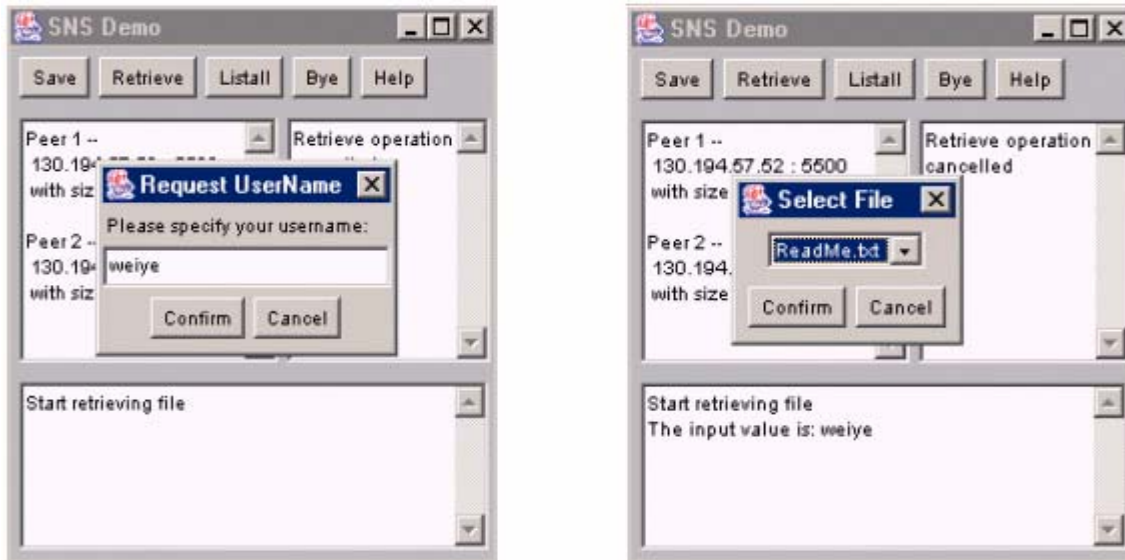 SNS Demo
Save Retrieve Listall Bye Help
Peer 1 --
130.194
with siz
Peer 2 --
130.194
with siz
Retrieve operation
Request UserName
Please specify your username:
weiye
Confirm Cancel
Start retrieving file
SNS Demo
Save Retrieve Listall Bye Help
Peer 1 --
130.194.57.52 : 5500
with size
Peer 2 --
130.194.
with size
Retrieve operation
cancelled
Select File
ReadMe.txt
Confirm Cancel
Start retrieving file
The input value is: weiye